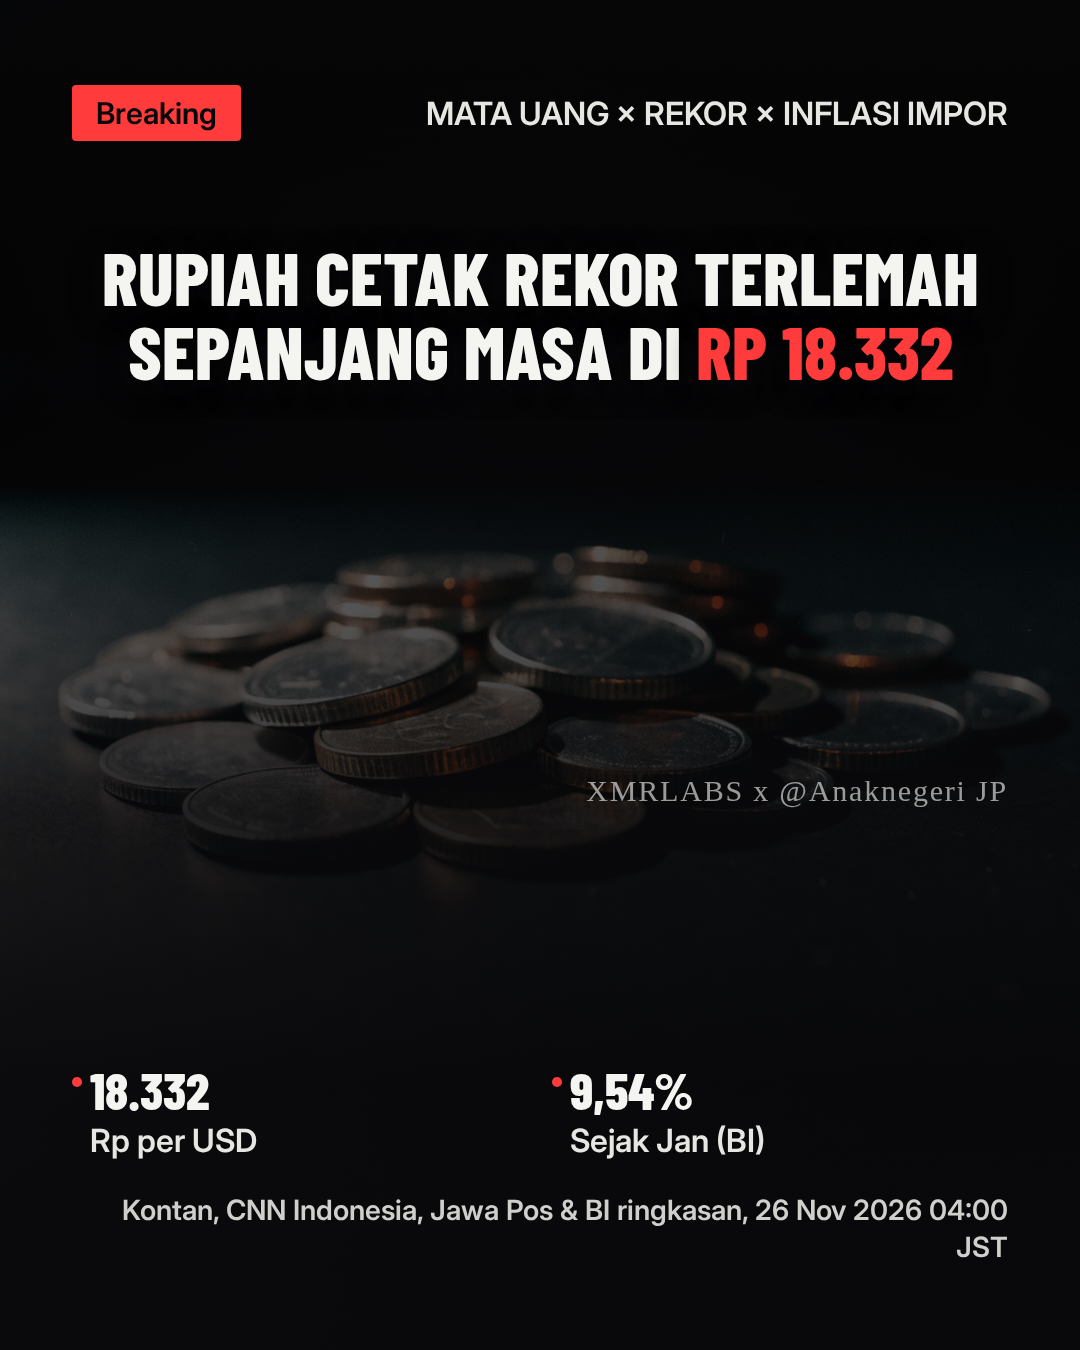 Breaking
MATA UANG × REKOR × INFLASI IMPOR
RUPIAH CETAK REKOR TERLEMAH
SEPANJANG MASA DI RP 18.332
XMRLABS x @Anaknegeri JP
18.332
Rp per USD
9,54%
Sejak Jan (BI)
Kontan, CNN Indonesia, Jawa Pos & BI ringkasan, 26 Nov 2026 04:00
JST